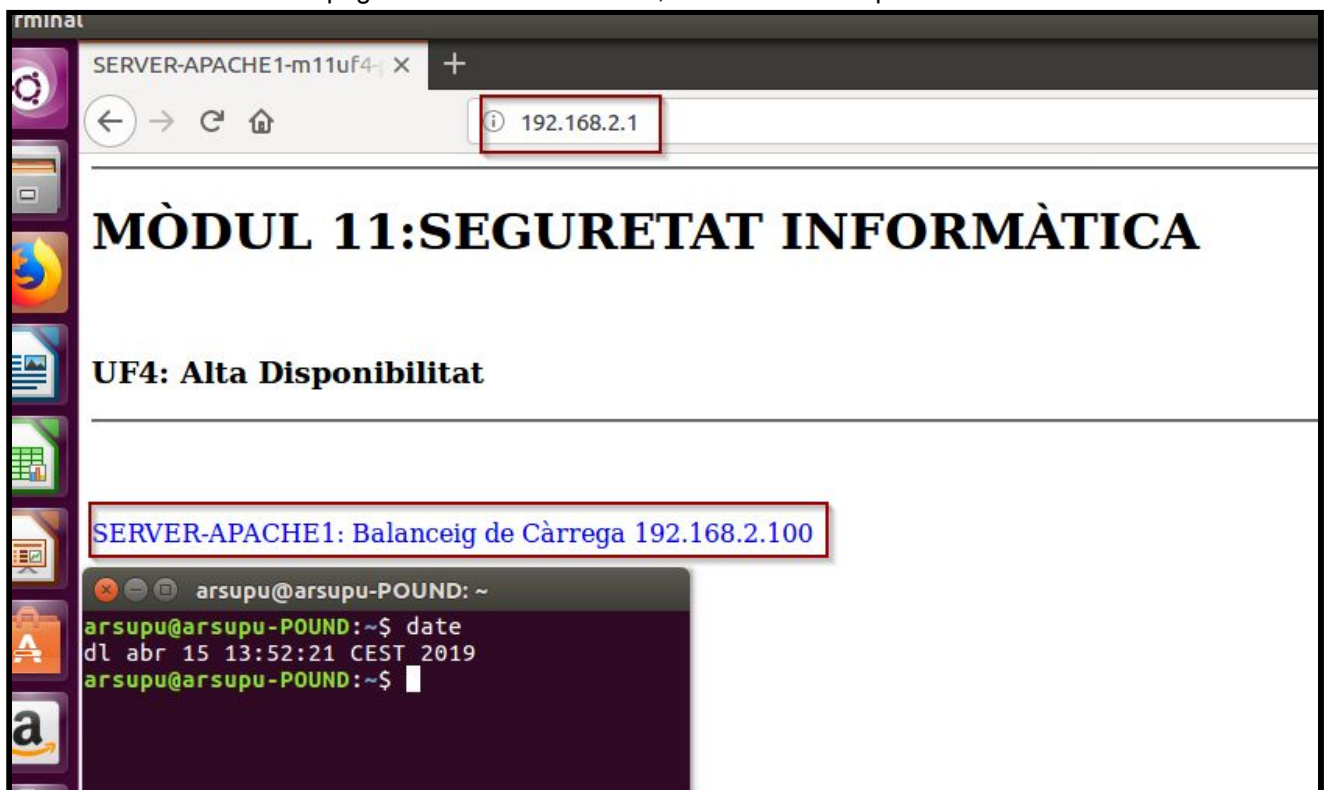 rminal
SERVER-APACHE1-m11uf4-
192.168.2.1
MÒDUL 11:SEGURETAT INFORMÀTICA
UF4: Alta Disponibilitat
SERVER-APACHE1: Balanceig de Càrrega 192.168.2.100
arsupu@arsupu-POUND: ~
arsupu@arsupu-POUND:~$ date
dl abr 15 13:52:21 CEST 2019
arsupu@arsupu-POUND:~$